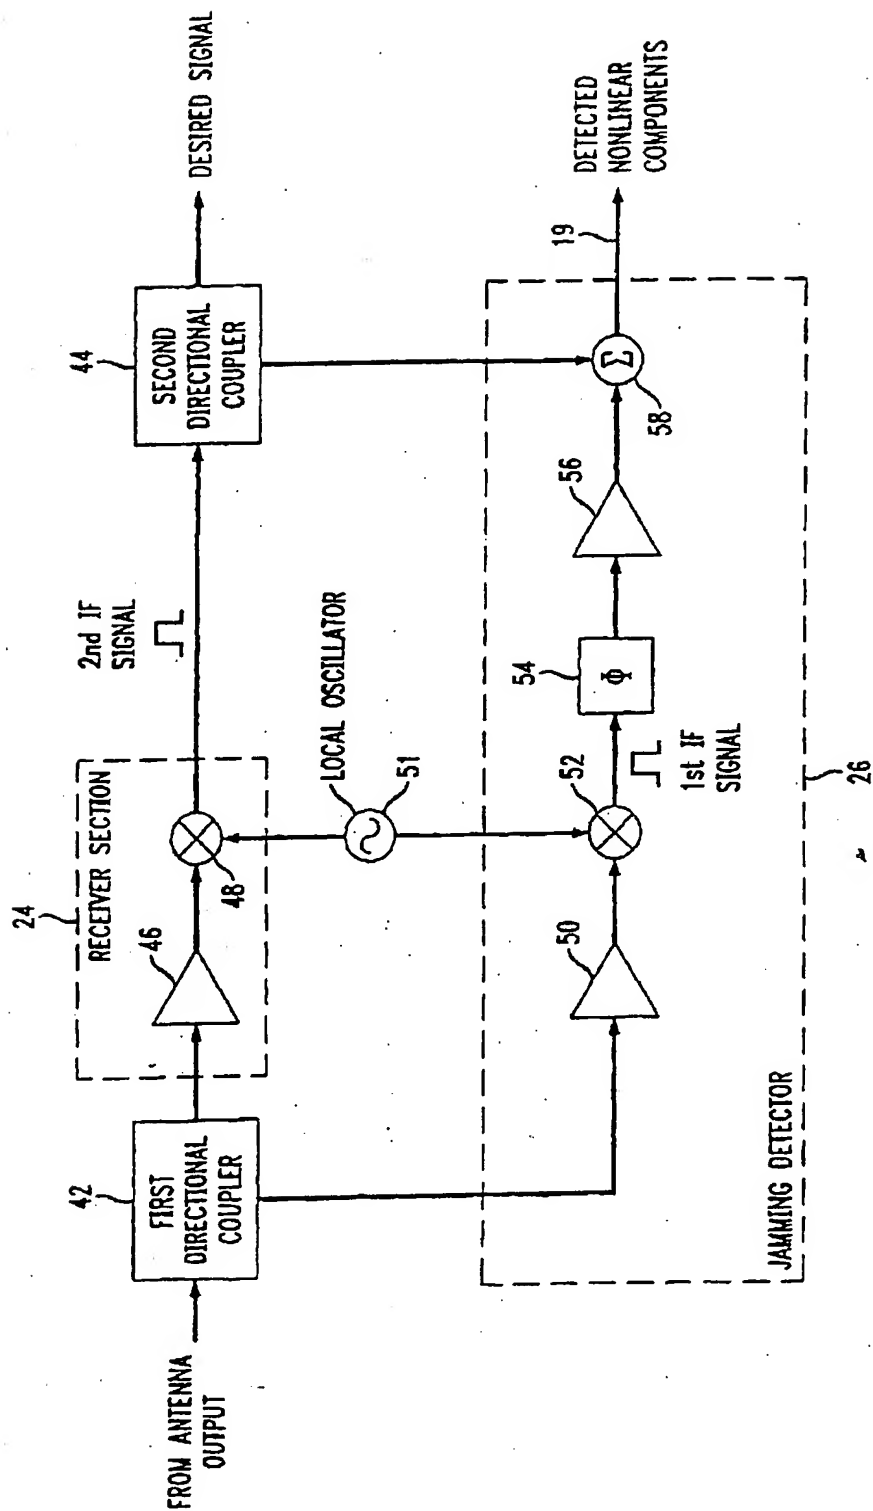 FROM ANTENNA
OUTPUT
42
FIRST
DIRECTIONAL
COUPLER
24
RECEIVER SECTION
46
48
2nd IF
SIGNAL
44
SECOND
DIRECTIONAL
COUPLER
DESIRED SIGNAL
LOCAL OSCILLATOR
51
JAMMING DETECTOR
50
52
1st IF
SIGNAL
54
Φ
56
Σ
58
19
DETECTED
NONLINEAR
COMPONENTS
26